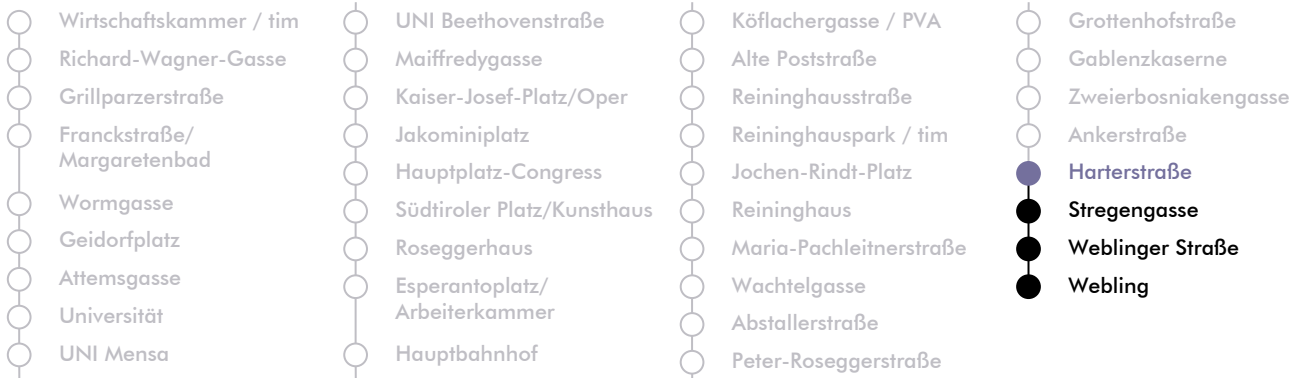 Wirtschaftskammer / tim
Richard-Wagner-Gasse
Grillparzerstraße
Franckstraße/
Margaretenbad
Wormgasse
Geidorfplatz
Attemsgasse
Universität
UNI Mensa
UNI Beethovenstraße
Maiffredygasse
Kaiser-Josef-Platz/Oper
Jakominiplatz
Hauptplatz-Congress
Südtiroler Platz/Kunsthaus
Roseggerhaus
Esperantoplatz/
Arbeiterkammer
Hauptbahnhof
Köflachergasse / PVA
Alte Poststraße
Reininghausstraße
Reininghauspark / tim
Jochen-Rindt-Platz
Reininghaus
Maria-Pachleitnerstraße
Wachtelgasse
Abstallerstraße
Peter-Roseggerstraße
Grottenhofstraße
Gablenzkaserne
Zweierbosniakengasse
Ankerstraße
Harterstraße
Stregengasse
Weblinger Straße
Webling